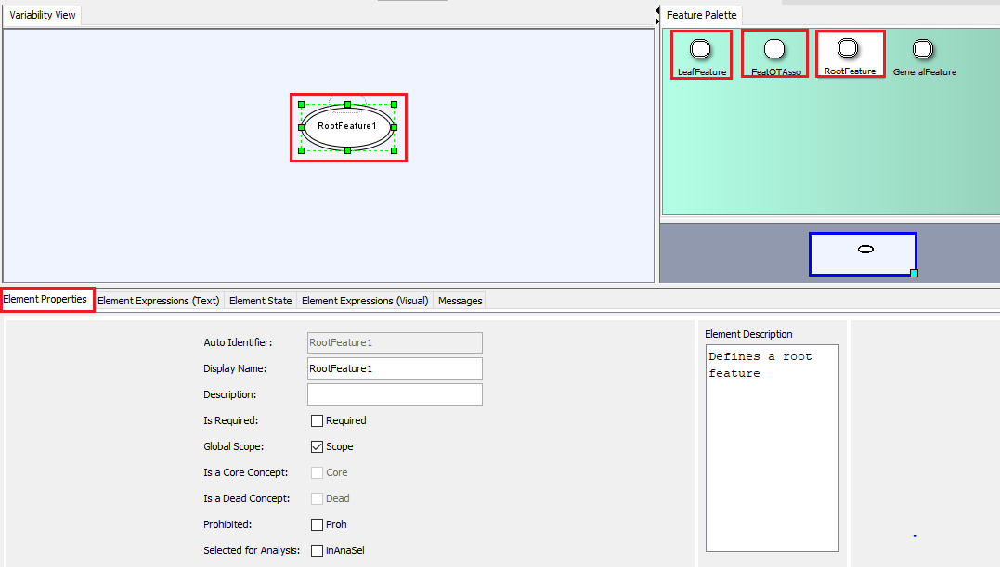 Variability View
Feature Palette
LeafFeature
FeatOTAsso
RootFeature
GeneralFeature
RootFeature1
Element Properties
Element Expressions (Text)
Element State
Element Expressions (Visual)
Messages
Auto Identifier:
RootFeature1
Display Name:
RootFeature1
Description:
Is Required:
Required
Global Scope:
Scope
Is a Core Concept:
Core
Is a Dead Concept:
Dead
Prohibited:
Proh
Selected for Analysis:
inAnaSel
Element Description
Defines a root
feature